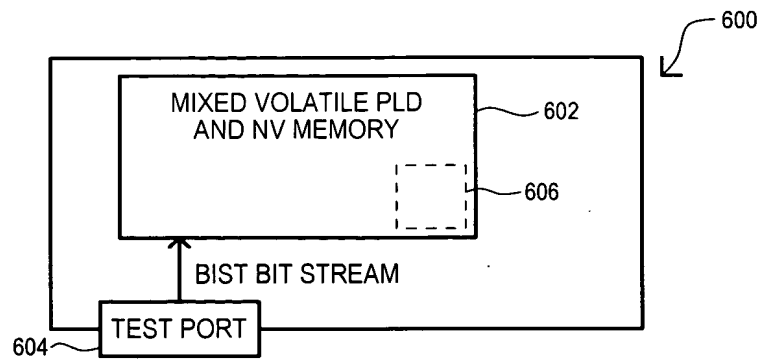 600
MIXED VOLATILE PLD
AND NV MEMORY
602
606
BIST BIT STREAM
TEST PORT
604